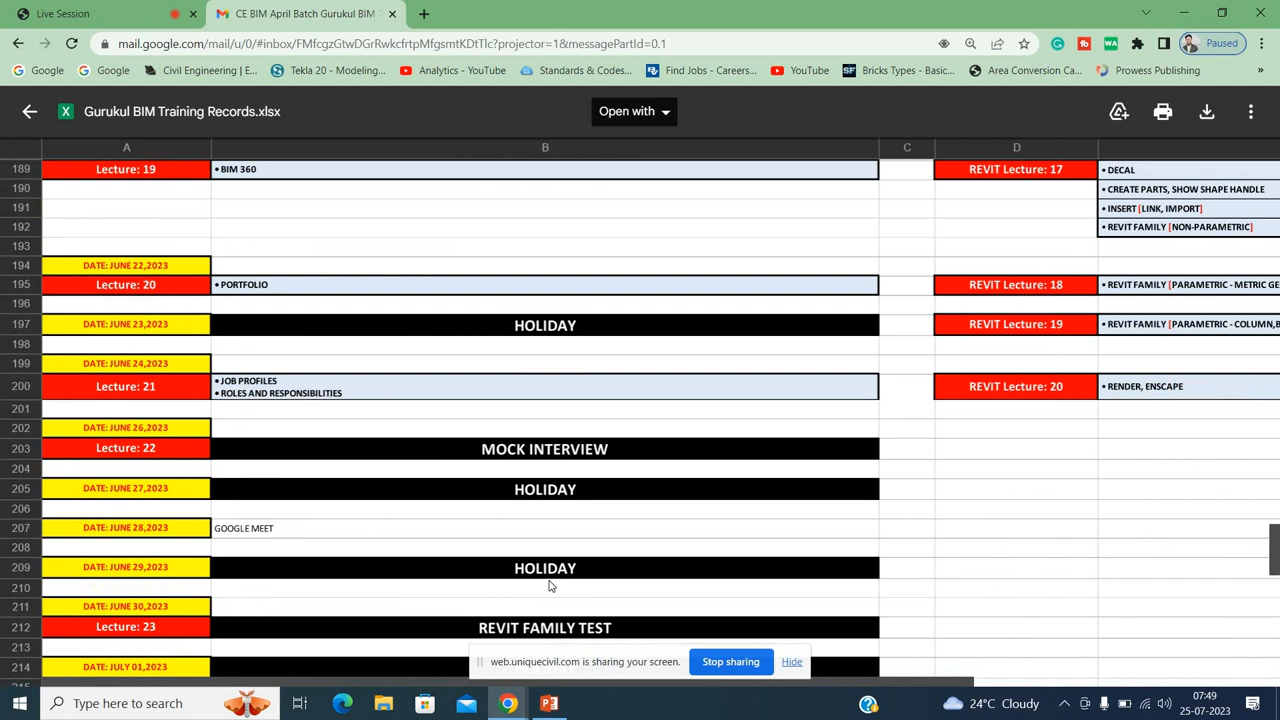 Live Session
CE BIM April Batch Gurukul BIM
mail.google.com/mail/u/0/#inbox/FMfcgzGtwDGrRwkcfrtpMfgsmtKDtTlc?projector=1&messagePartId=0.1
Paused
Google
Google
Civil Engineering | E...
Tekla 20 - Modeling...
Analytics - YouTube
Standards & Codes...
Find Jobs - Careers...
YouTube
Bricks Types - Basic...
Area Conversion Ca...
Prowess Publishing
»
Gurukul BIM Training Records.xlsx
Open with
A B C D
189 Lecture: 19 • BIM 360 REVIT Lecture: 17 • DECAL
190 • CREATE PARTS, SHOW SHAPE HANDLE
191 • INSERT [LINK, IMPORT]
192 • REVIT FAMILY [NON-PARAMETRIC]
193
194 DATE: JUNE 22,2023
195 Lecture: 20 • PORTFOLIO REVIT Lecture: 18 • REVIT FAMILY [PARAMETRIC - METRIC GE
196
197 DATE: JUNE 23,2023 HOLIDAY REVIT Lecture: 19 • REVIT FAMILY [PARAMETRIC - COLUMN,B
198
199 DATE: JUNE 24,2023
200 Lecture: 21 • JOB PROFILES
• ROLES AND RESPONSIBILITIES REVIT Lecture: 20 • RENDER, ENSCAPE
201
202 DATE: JUNE 26,2023
203 Lecture: 22 MOCK INTERVIEW
204
205 DATE: JUNE 27,2023 HOLIDAY
206
207 DATE: JUNE 28,2023 GOOGLE MEET
208
209 DATE: JUNE 29,2023 HOLIDAY
210
211 DATE: JUNE 30,2023
212 Lecture: 23 REVIT FAMILY TEST
213
214 DATE: JULY 01,2023
web.uniquecivil.com is sharing your screen. Stop sharing Hide
Type here to search
24°C Cloudy
07:49
25-07-2023